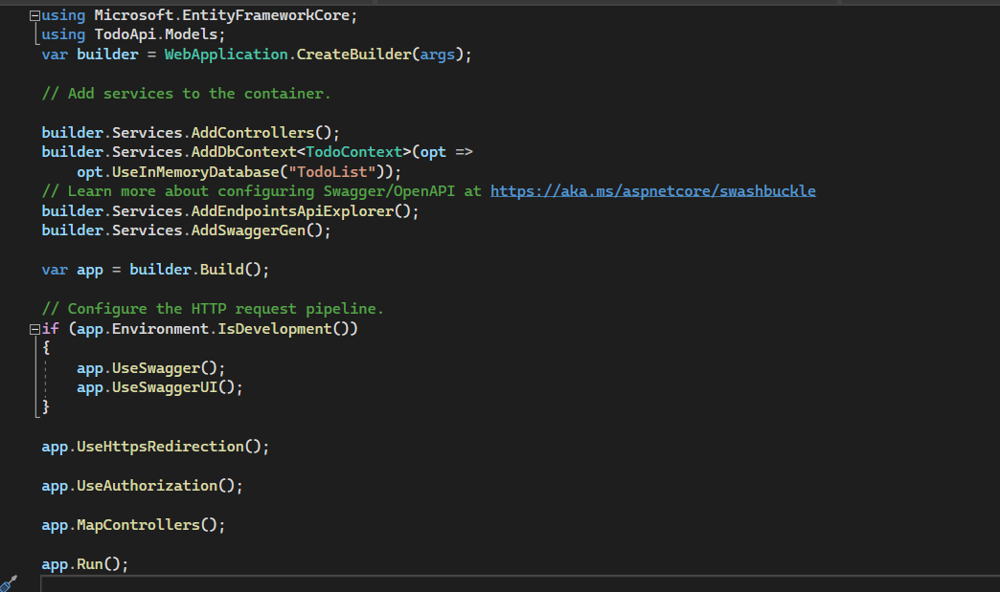 using Microsoft.EntityFrameworkCore;
using TodoApi.Models;
var builder = WebApplication.CreateBuilder(args);
// Add services to the container.
builder.Services.AddControllers();
builder.Services.AddDbContext<TodoContext>(opt =>
    opt.UseInMemoryDatabase("TodoList"));
// Learn more about configuring Swagger/OpenAPI at https://aka.ms/aspnetcore/swashbuckle
builder.Services.AddEndpointsApiExplorer();
builder.Services.AddSwaggerGen();
var app = builder.Build();
// Configure the HTTP request pipeline.
if (app.Environment.IsDevelopment())
{
    app.UseSwagger();
    app.UseSwaggerUI();
}
app.UseHttpsRedirection();
app.UseAuthorization();
app.MapControllers();
app.Run();